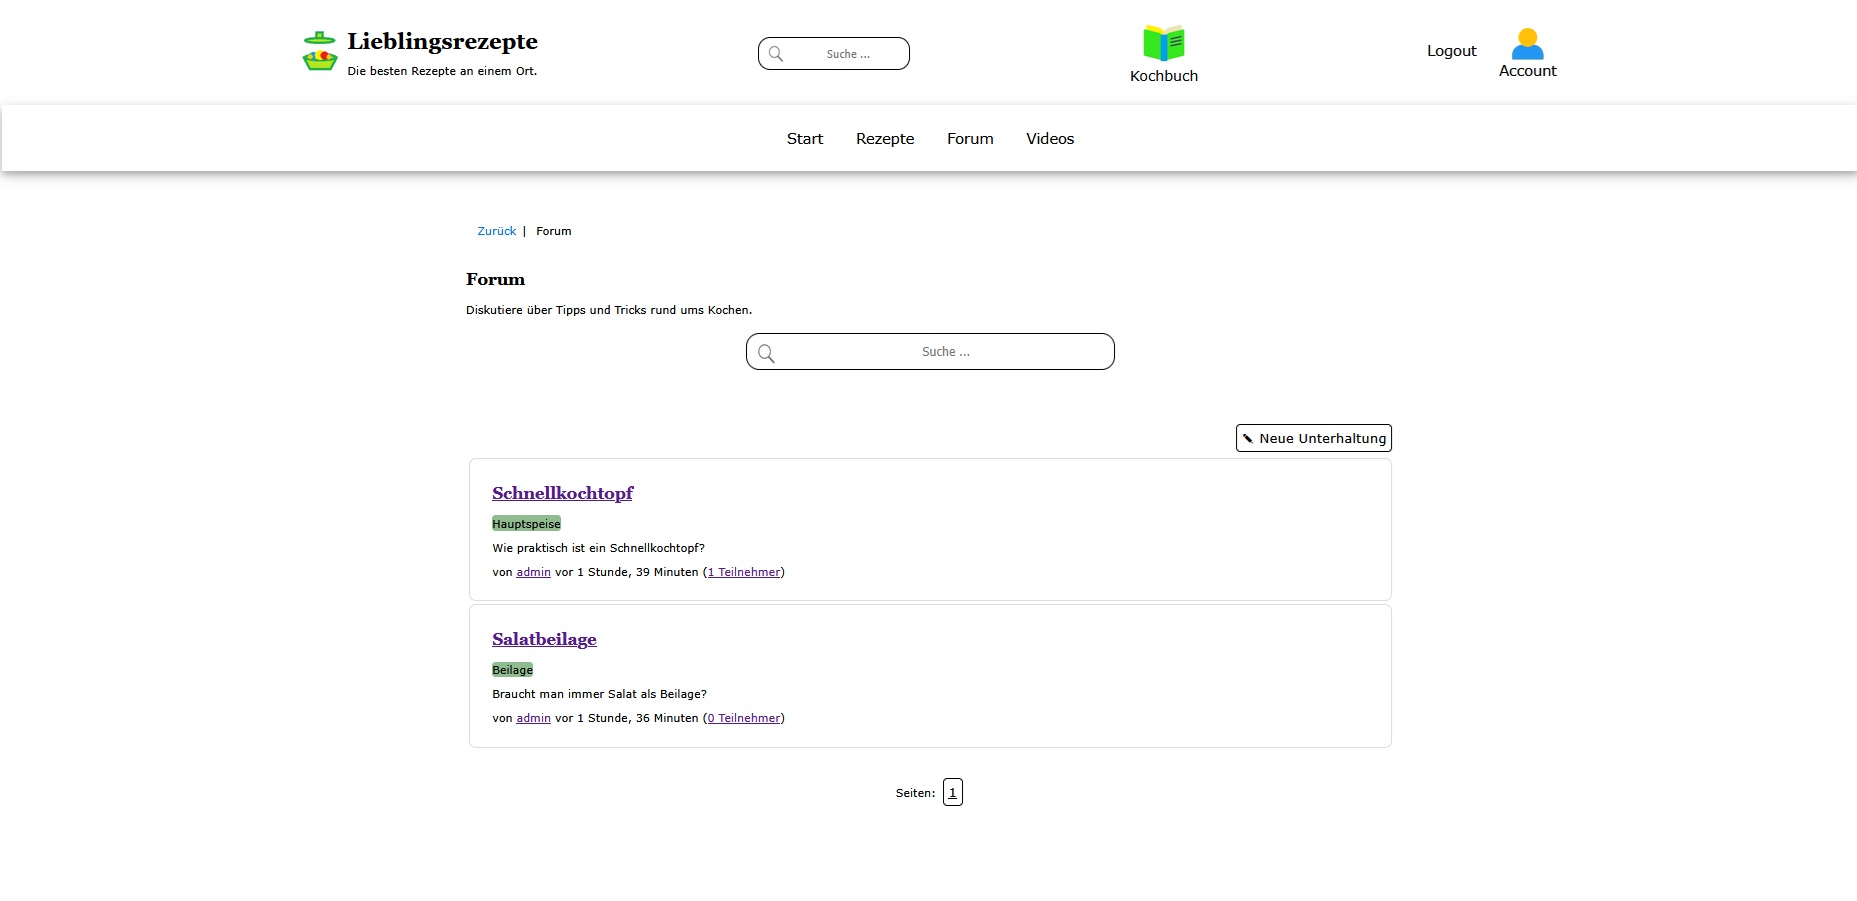 Lieblingsrezepte
Die besten Rezepte an einem Ort.
Suche ...
Kochbuch
Logout
Account
Start Rezepte Forum Videos
Zurück | Forum
Forum
Diskutiere über Tipps und Tricks rund ums Kochen.
Suche ...
Neue Unterhaltung
Schnellkochtopf
Hauptspeise
Wie praktisch ist ein Schnellkochtopf?
von admin vor 1 Stunde, 39 Minuten (1 Teilnehmer)
Salatbeilage
Beilage
Braucht man immer Salat als Beilage?
von admin vor 1 Stunde, 36 Minuten (0 Teilnehmer)
Seiten: 1